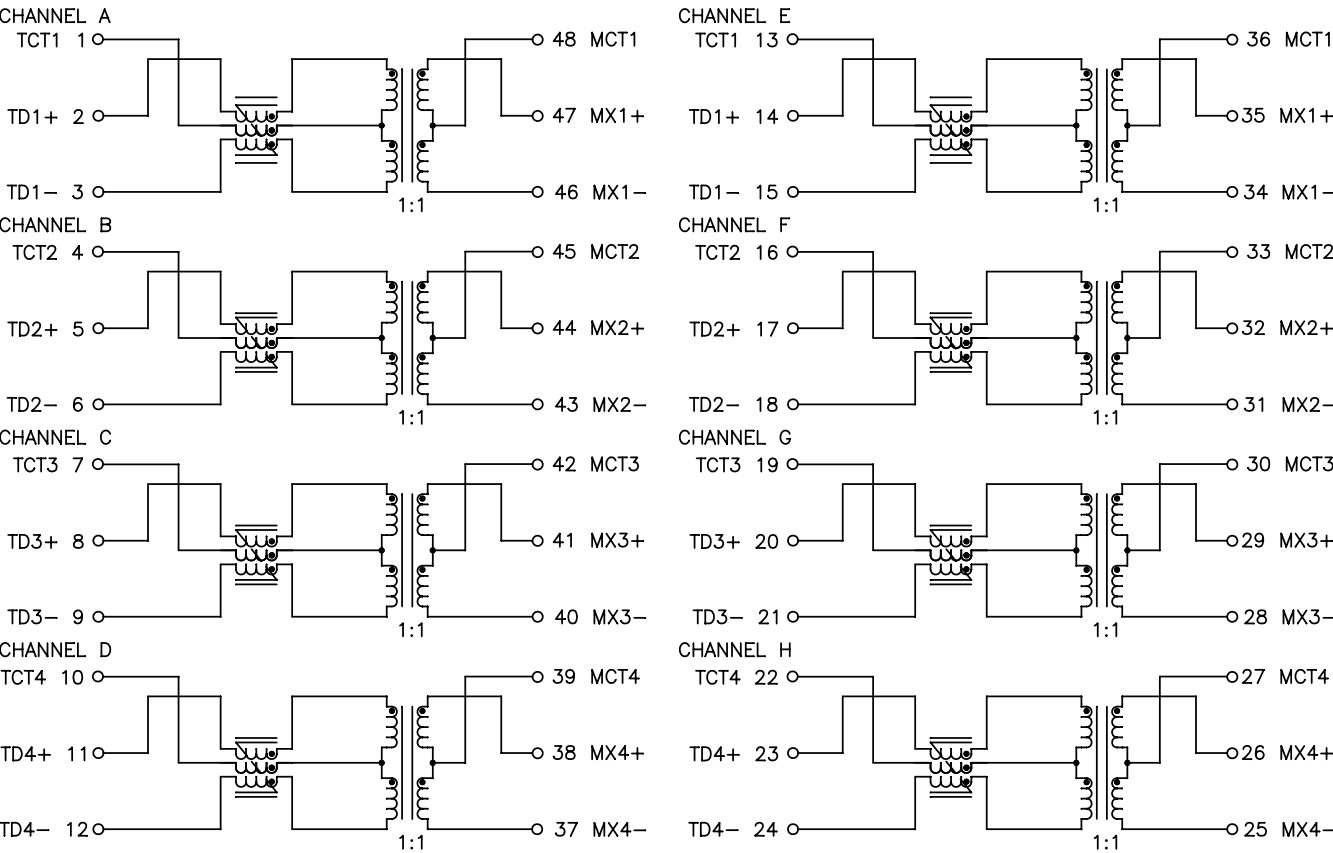 CHANNEL A
TCT1 1
48 MCT1
TD1+ 2
47 MX1+
TD1- 3
46 MX1-
1:1
CHANNEL B
TCT2 4
45 MCT2
TD2+ 5
44 MX2+
TD2- 6
43 MX2-
1:1
CHANNEL C
TCT3 7
42 MCT3
TD3+ 8
41 MX3+
TD3- 9
40 MX3-
1:1
CHANNEL D
TCT4 10
39 MCT4
TD4+ 11
38 MX4+
TD4- 12
37 MX4-
1:1
CHANNEL E
TCT1 13
36 MCT1
TD1+ 14
35 MX1+
TD1- 15
34 MX1-
1:1
CHANNEL F
TCT2 16
33 MCT2
TD2+ 17
32 MX2+
TD2- 18
31 MX2-
1:1
CHANNEL G
TCT3 19
30 MCT3
TD3+ 20
29 MX3+
TD3- 21
28 MX3-
1:1
CHANNEL H
TCT4 22
27 MCT4
TD4+ 23
26 MX4+
TD4- 24
25 MX4-
1:1